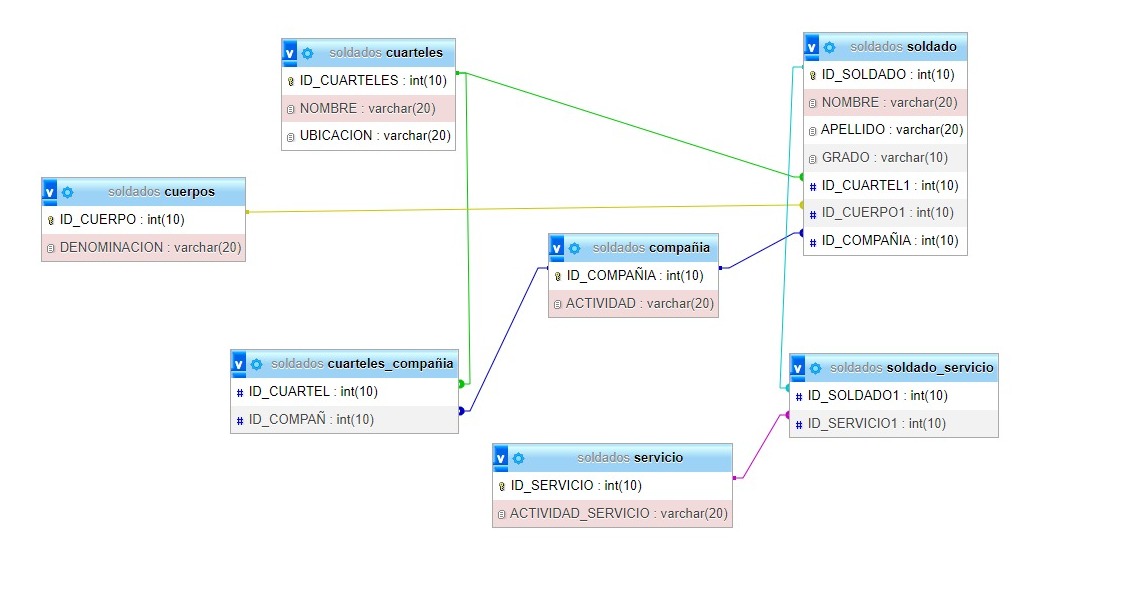 soldados cuarteles
ID_CUARTELES : int(10)
NOMBRE : varchar(20)
UBICACION : varchar(20)
soldados soldado
ID_SOLDADO : int(10)
NOMBRE : varchar(20)
APELLIDO : varchar(20)
GRADO : varchar(10)
ID_CUARTEL1 : int(10)
ID_CUERPO1 : int(10)
ID_COMPAÑIA : int(10)
soldados cuerpos
ID_CUERPO : int(10)
DENOMINACION : varchar(20)
soldados compañia
ID_COMPAÑIA : int(10)
ACTIVIDAD : varchar(20)
soldados cuarteles_compañia
ID_CUARTEL : int(10)
ID_COMPAÑ : int(10)
soldados soldado_servicio
ID_SOLDADO1 : int(10)
ID_SERVICIO1 : int(10)
soldados servicio
ID_SERVICIO : int(10)
ACTIVIDAD_SERVICIO : varchar(20)